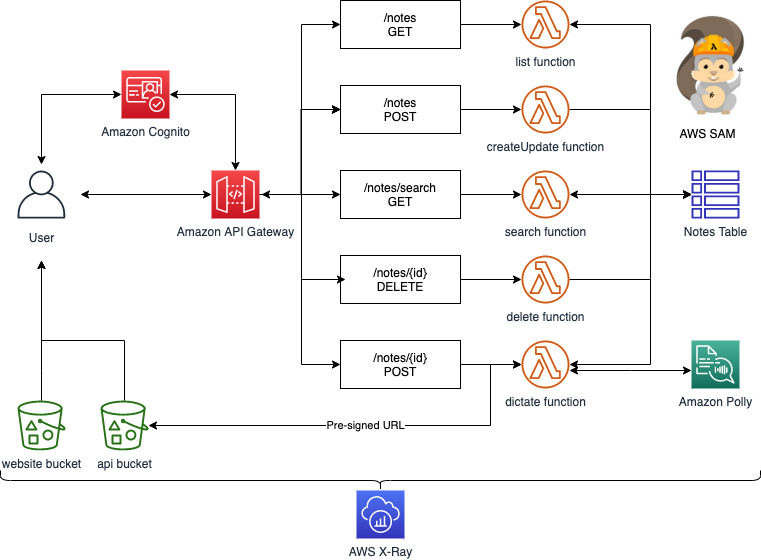 /notes
GET
list function
Amazon Cognito
/notes
POST
createUpdate function
AWS SAM
/notes/search
GET
User
Amazon API Gateway
search function
Notes Table
/notes/{id}
DELETE
delete function
/notes/{id}
POST
dictate function
Amazon Polly
Pre-signed URL
website bucket
api bucket
AWS X-Ray